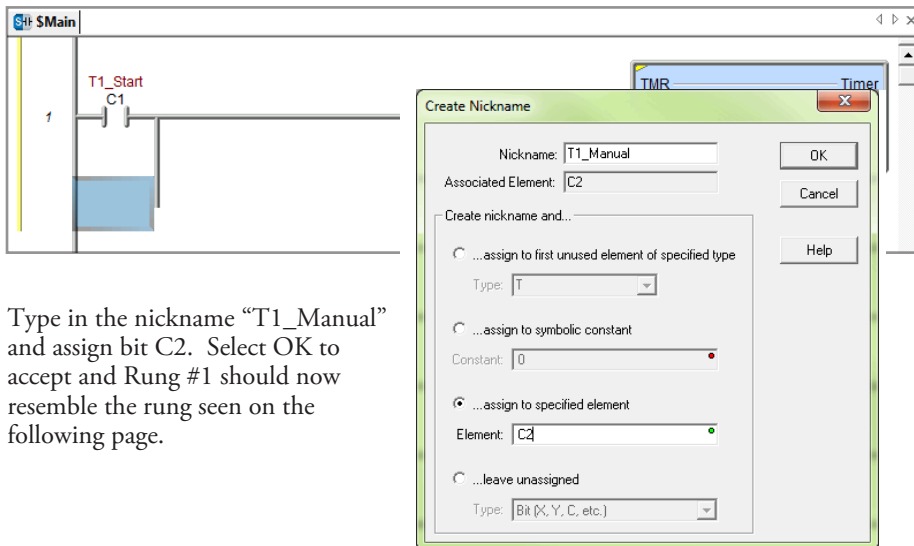 $Main
T1_Start
C1
1
TMR Timer
Create Nickname
Nickname: T1_Manual
OK
Associated Element: C2
Cancel
Create nickname and...
Help
...assign to first unused element of specified type
Type: T
...assign to symbolic constant
Constant: 0
...assign to specified element
Element: C2
...leave unassigned
Type: Bit (X, Y, C, etc.)
Type in the nickname “T1_Manual”
and assign bit C2. Select OK to
accept and Rung #1 should now
resemble the rung seen on the
following page.